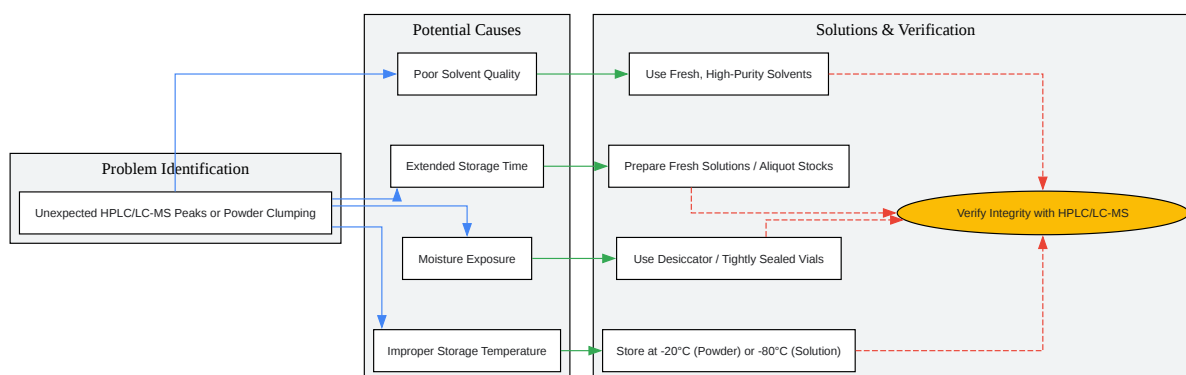 Potential Causes
Solutions & Verification
Poor Solvent Quality
Use Fresh, High-Purity Solvents
Problem Identification
Extended Storage Time
Prepare Fresh Solutions / Aliquot Stocks
Unexpected HPLC/LC-MS Peaks or Powder Clumping
Verify Integrity with HPLC/LC-MS
Moisture Exposure
Use Desiccator / Tightly Sealed Vials
Improper Storage Temperature
Store at -20°C (Powder) or -80°C (Solution)